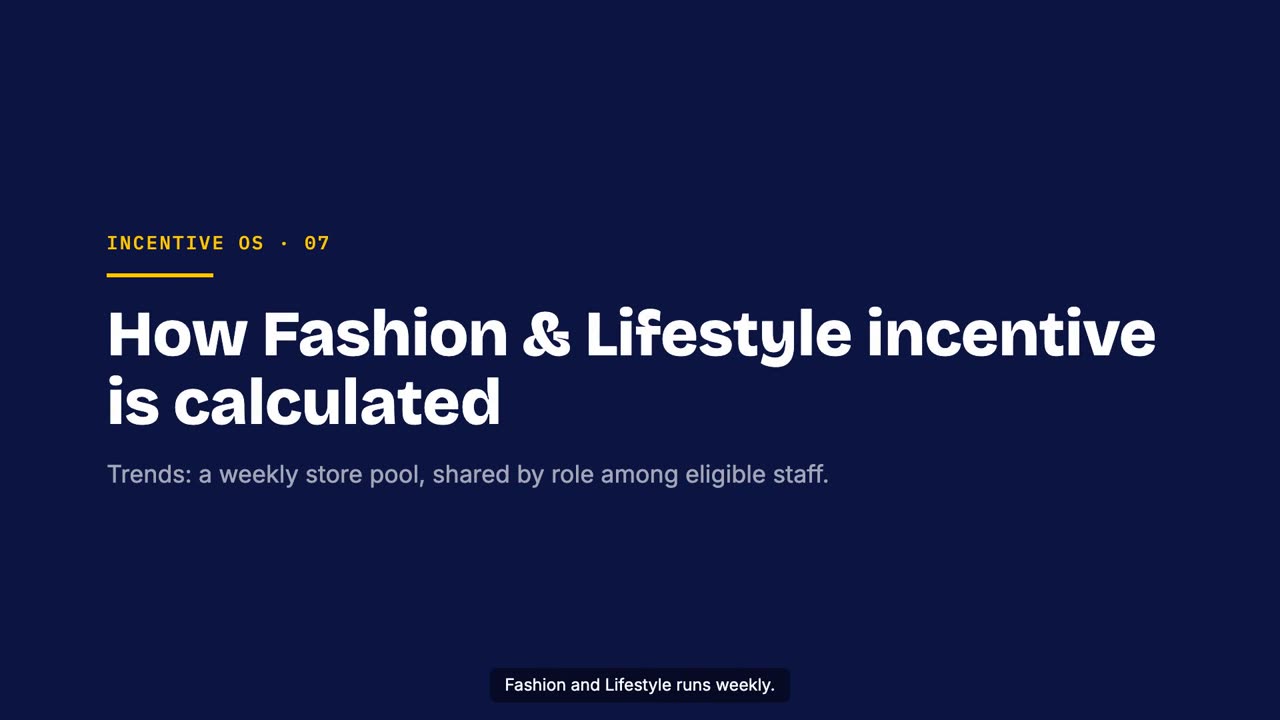 INCENTIVE OS · 07
How Fashion & Lifestyle incentive
is calculated
Trends: a weekly store pool, shared by role among eligible staff.
Fashion and Lifestyle runs weekly.